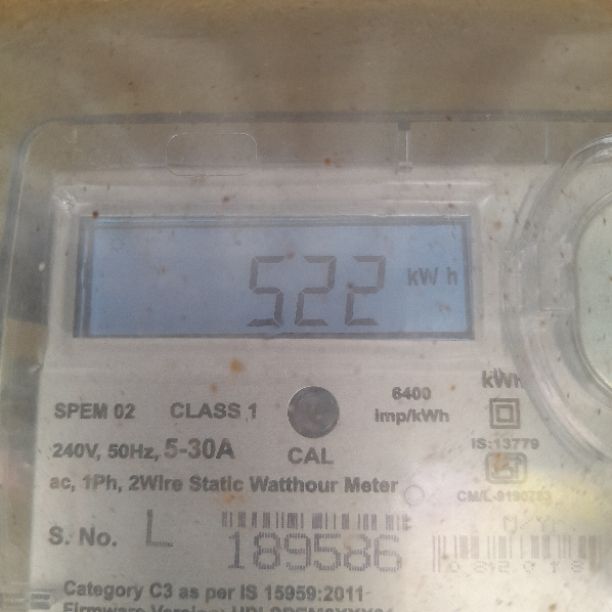 522 kW h
kWh
SPEM 02 CLASS 1 6400
imp/kWh
IS:13779
240V, 50Hz, 5-30A CAL
ac, 1Ph, 2Wire Static Watthour Meter
S. No. L 189586
Category C3 as per IS 15959:2011